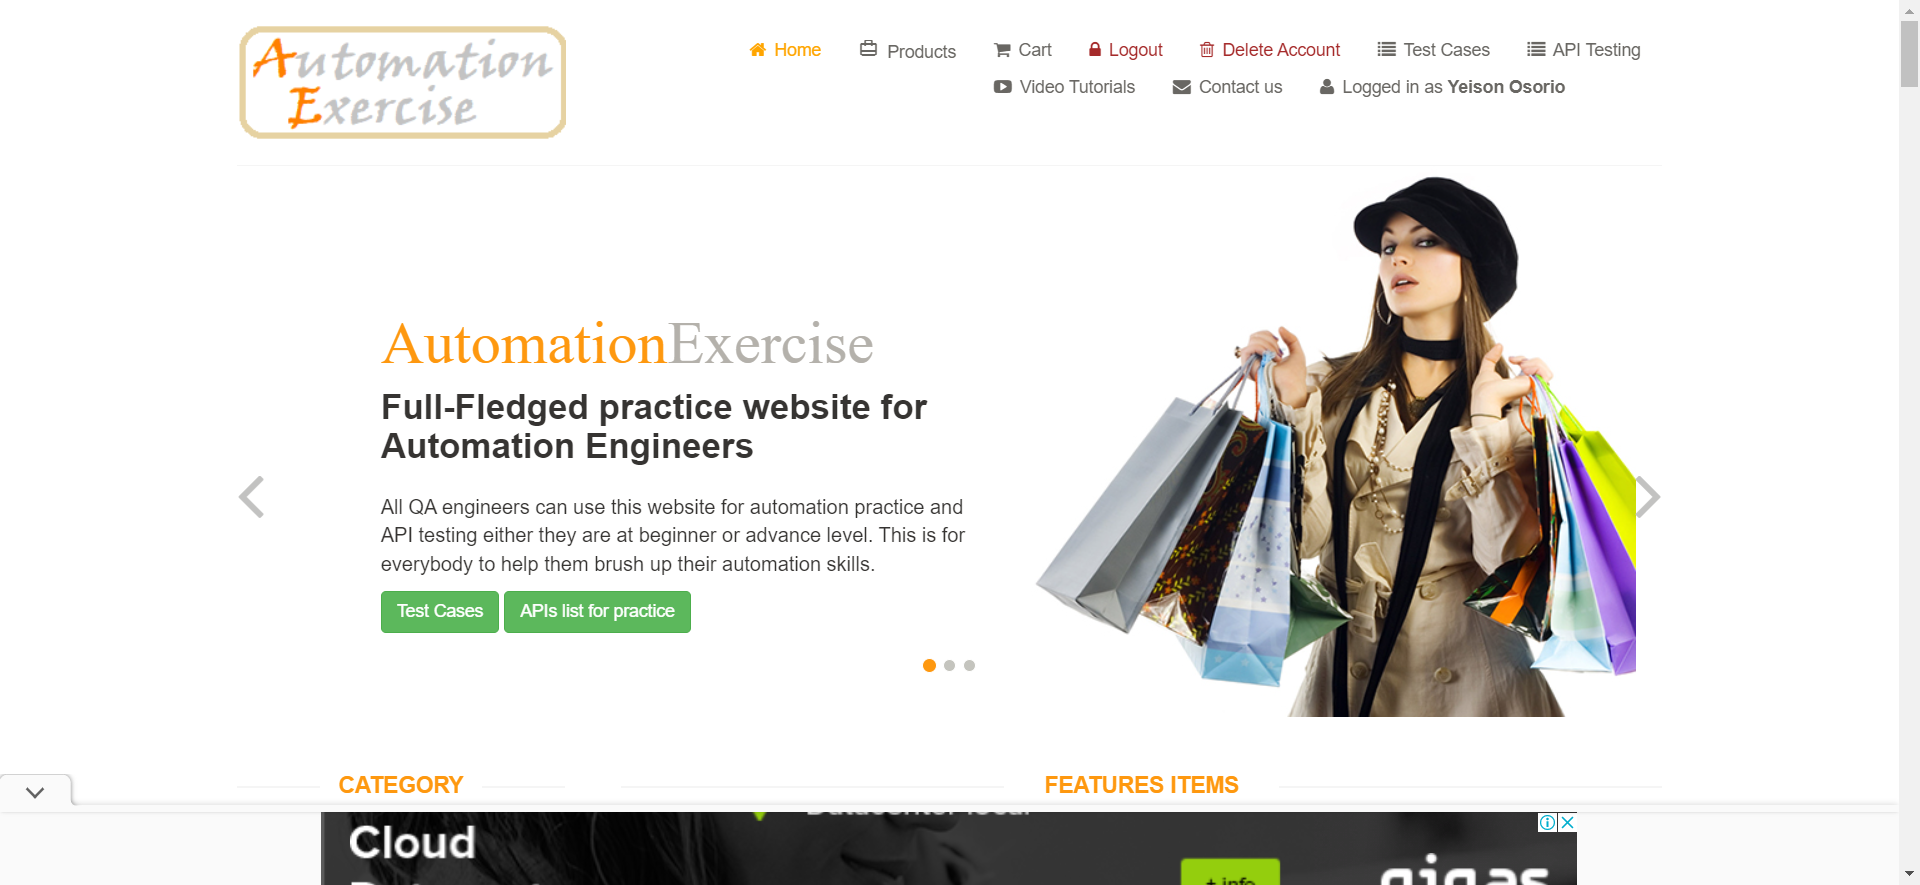 Automation
Exercise
Home
Products
Cart
Logout
Delete Account
Test Cases
API Testing
Video Tutorials
Contact us
Logged in as Yeison Osorio
AutomationExercise
Full-Fledged practice website for
Automation Engineers
All QA engineers can use this website for automation practice and
API testing either they are at beginner or advance level. This is for
everybody to help them brush up their automation skills.
Test Cases
APIs list for practice
CATEGORY
FEATURES ITEMS
Cloud
+ info
gigas